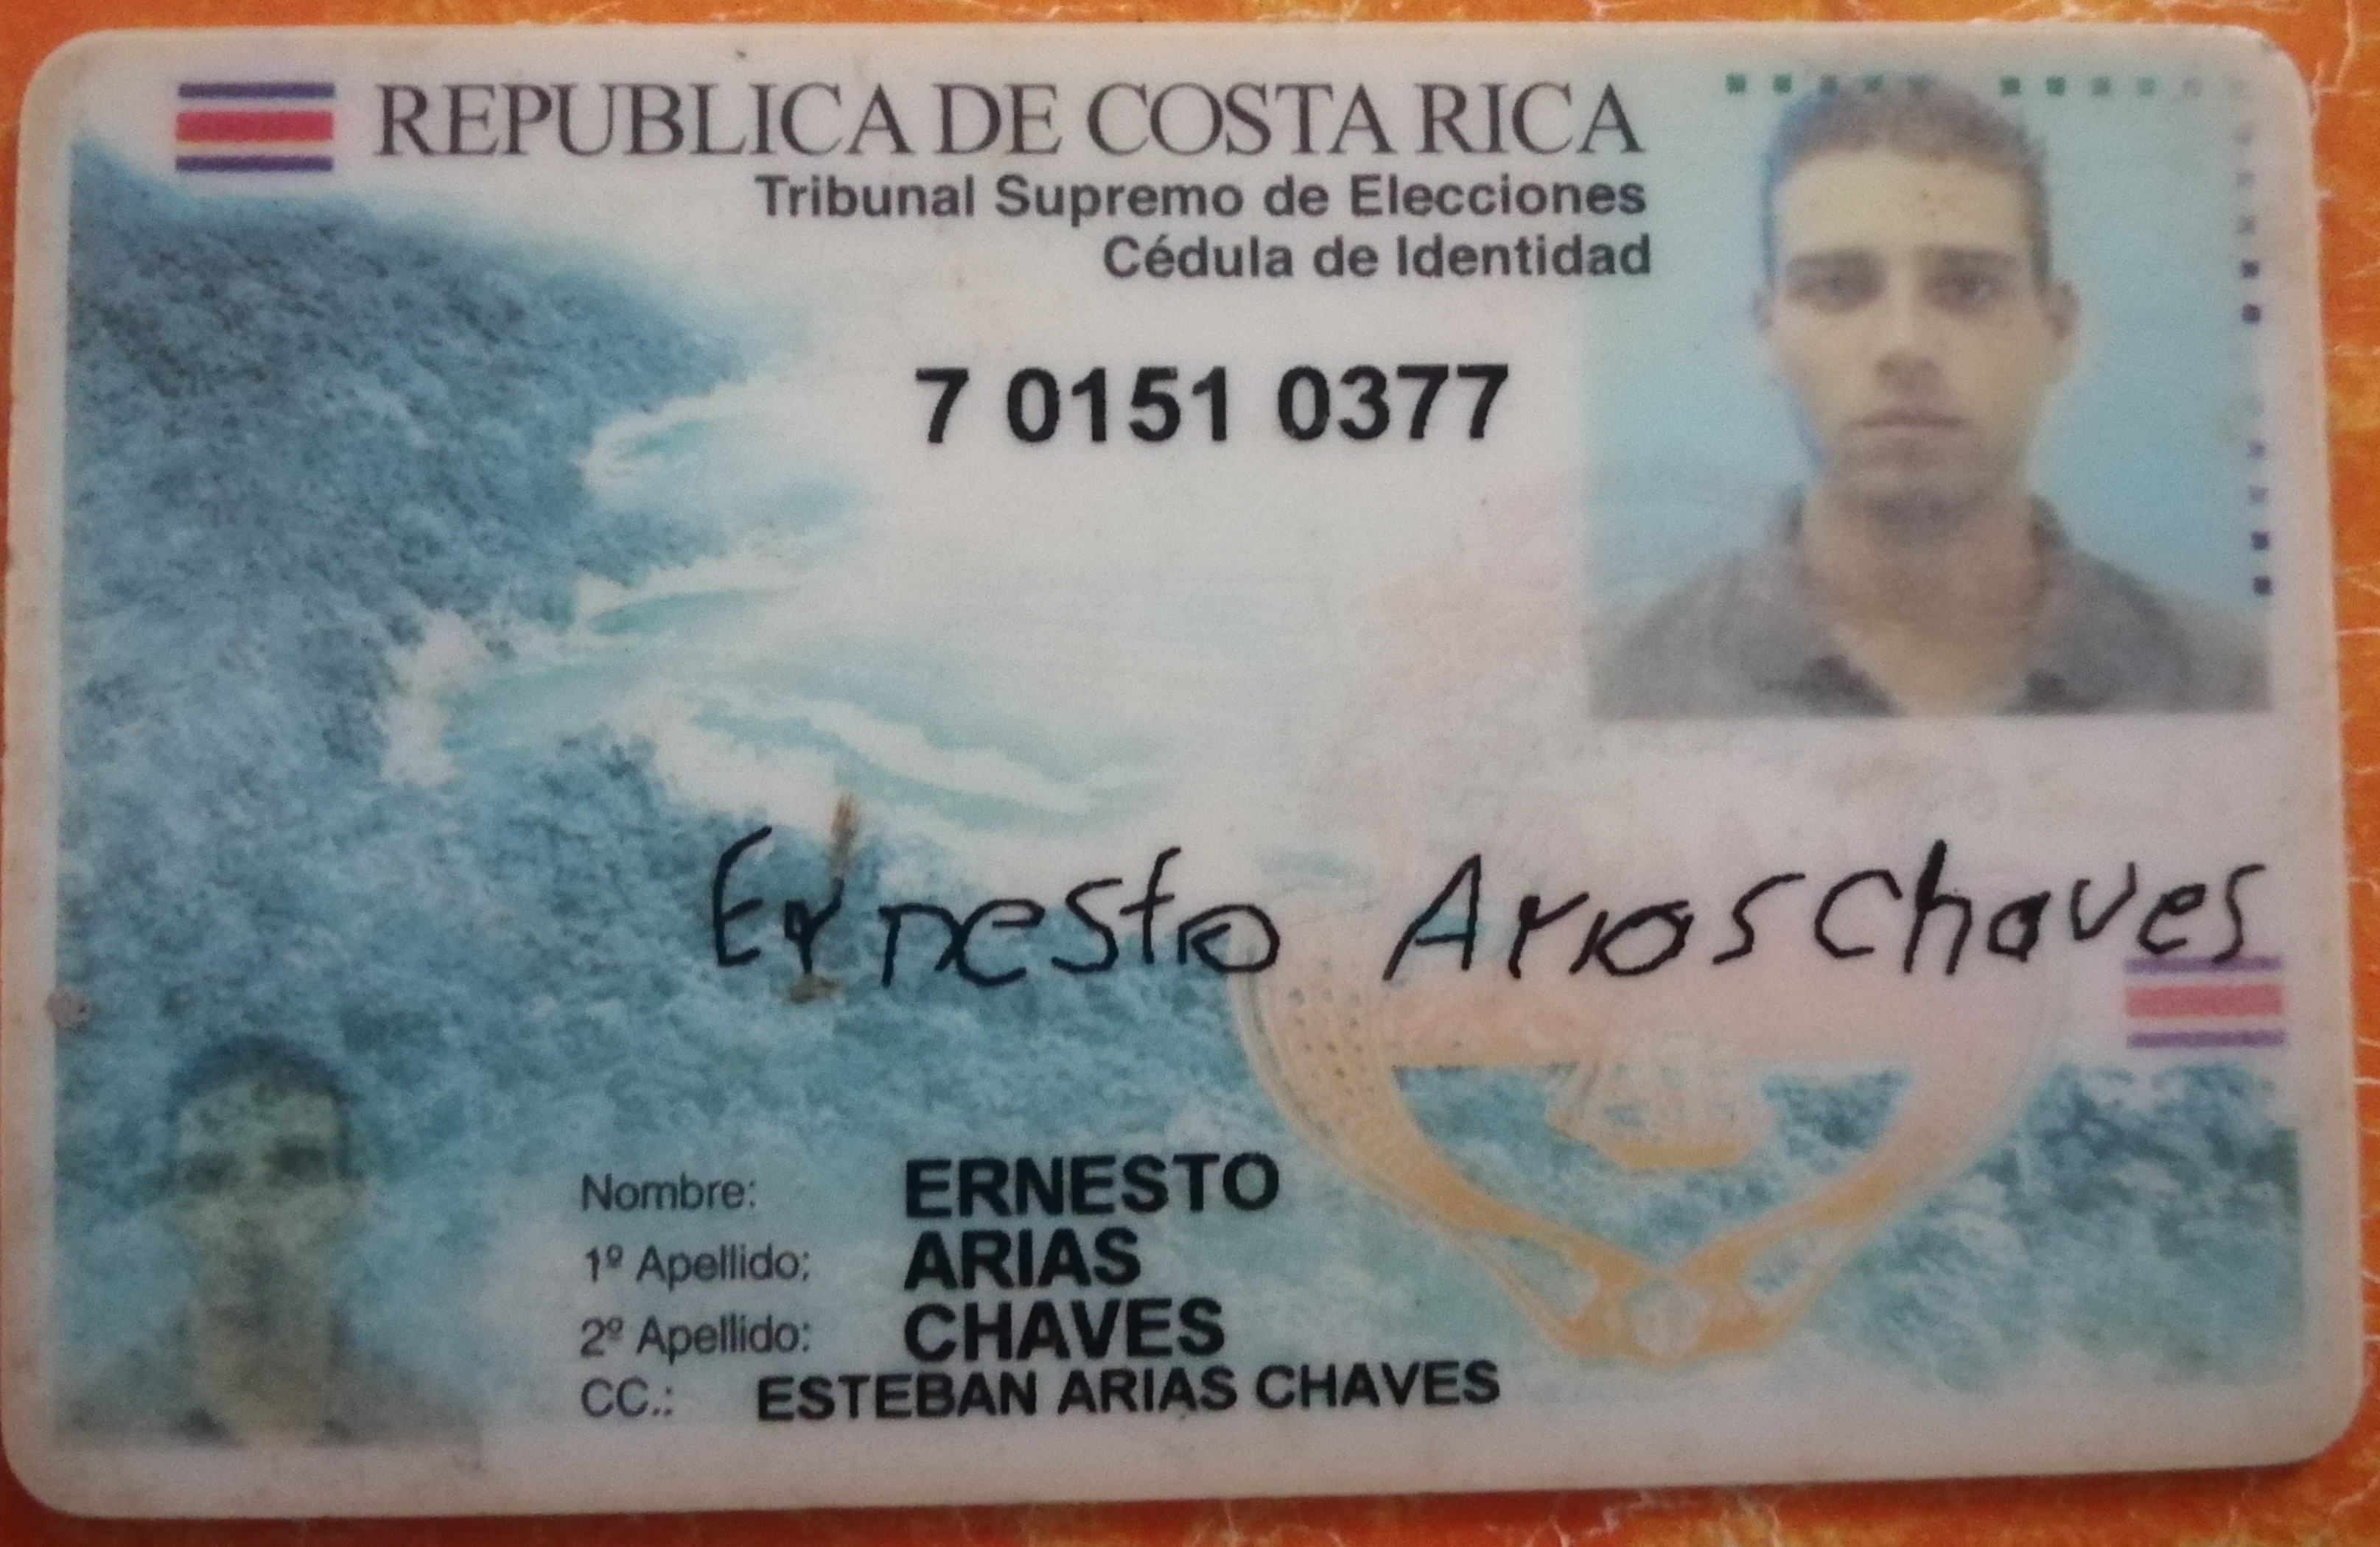 REPUBLICA DE COSTA RICA
Tribunal Supremo de Elecciones
Cédula de Identidad
7 0151 0377
Ernesto Arias Chaves
Nombre: ERNESTO
1º Apellido: ARIAS
2º Apellido: CHAVES
CC.: ESTEBAN ARIAS CHAVES